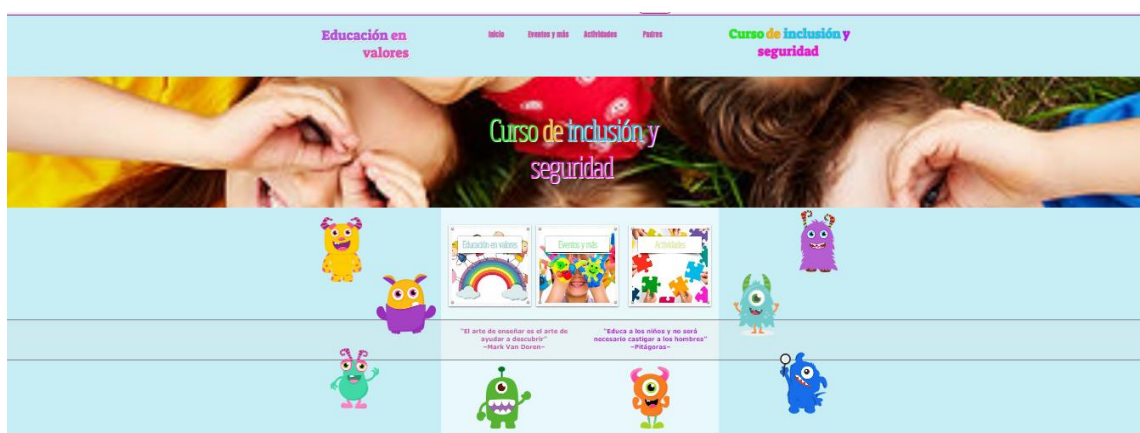 Educación en
valores
Inicio
Eventos y más
Actividades
Padres
Curso de inclusión y
seguridad
Curso de inclusión y
seguridad
Educación en valores
Eventos y más
Actividades
"El arte de enseñar es el arte de
ayudar a descubrir"
~Mark Van Doren~
"Educa a los niños y no será
necesario castigar a los hombres"
~Pitágoras~